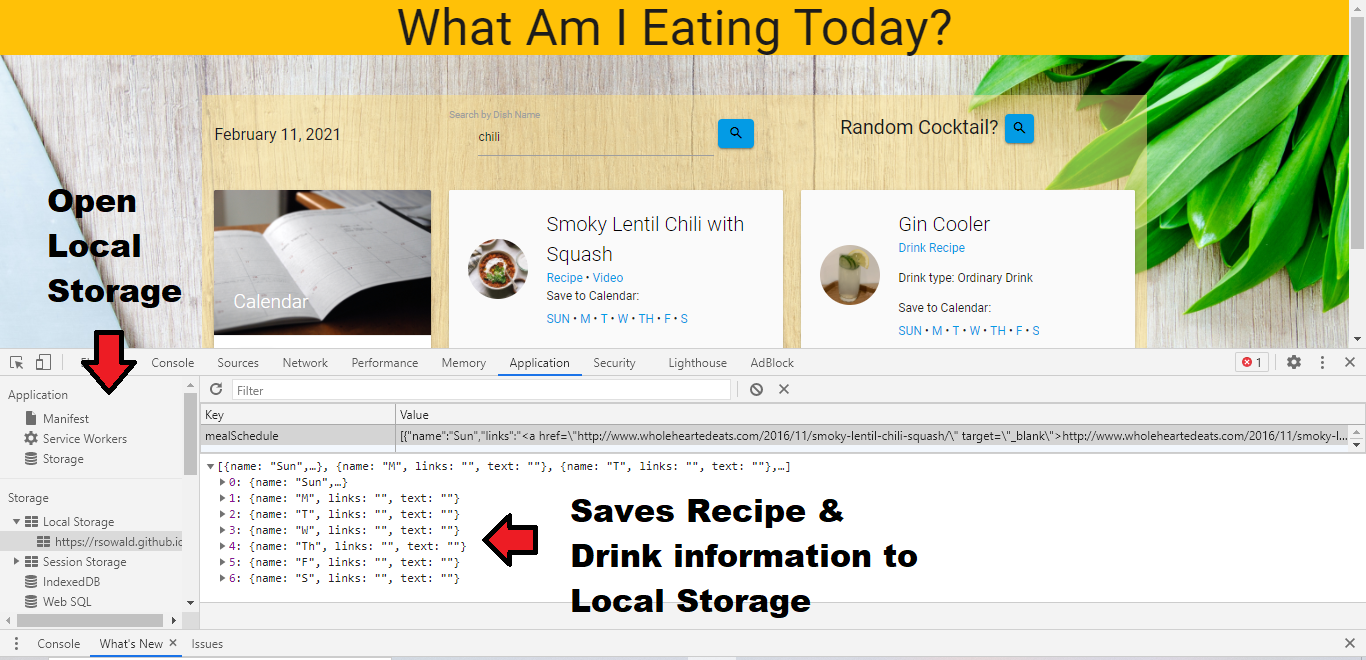 What Am I Eating Today?
February 11, 2021
Search by Dish Name
chili
Random Cocktail?
Open
Local
Storage
Calendar
Smoky Lentil Chili with
Squash
Recipe • Video
Save to Calendar:
SUN • M • T • W • TH • F • S
Gin Cooler
Drink Recipe
Drink type: Ordinary Drink
Save to Calendar:
SUN • M • T • W • TH • F • S
Console Sources Network Performance Memory Application Security Lighthouse AdBlock 1
Application
Manifest
Service Workers
Storage
Storage
Local Storage
https://rsowald.github.io
Session Storage
IndexedDB
Web SQL
Filter
Key Value
mealSchedule [{"name":"Sun","links":"<a href=\"http://www.wholeheartedeats.com/2016/11/smoky-lentil-chili-squash/\" target=\"_blank\">http://www.wholeheartedeats.com/2016/11/smoky-l...
[{name: "Sun",…}, {name: "M", links: "", text: ""}, {name: "T", links: "", text: ""},…]
0: {name: "Sun",…}
1: {name: "M", links: "", text: ""}
2: {name: "T", links: "", text: ""}
3: {name: "W", links: "", text: ""}
4: {name: "Th", links: "", text: ""}
5: {name: "F", links: "", text: ""}
6: {name: "S", links: "", text: ""}
Saves Recipe &
Drink information to
Local Storage
Console What's New Issues